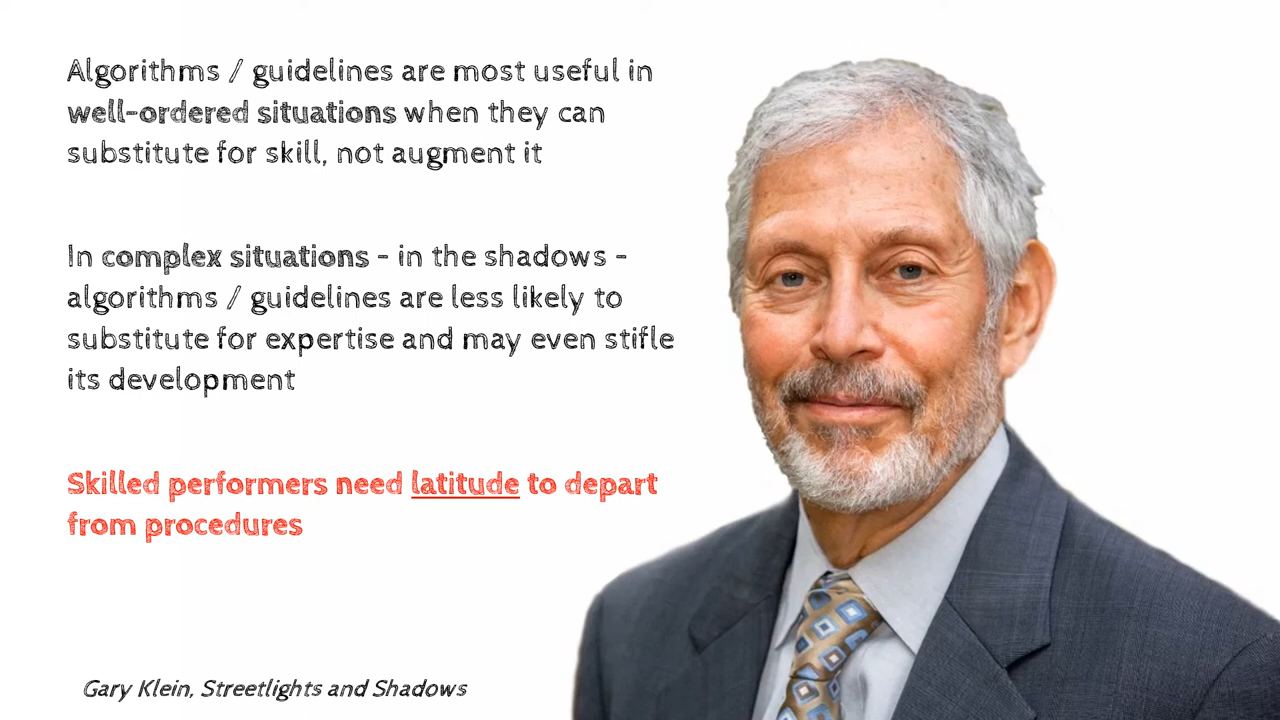 Algorithms / guidelines are most useful in
well-ordered situations when they can
substitute for skill, not augment it
In complex situations - in the shadows -
algorithms / guidelines are less likely to
substitute for expertise and may even stifle
its development
Skilled performers need latitude to depart
from procedures
Gary Klein, Streetlights and Shadows